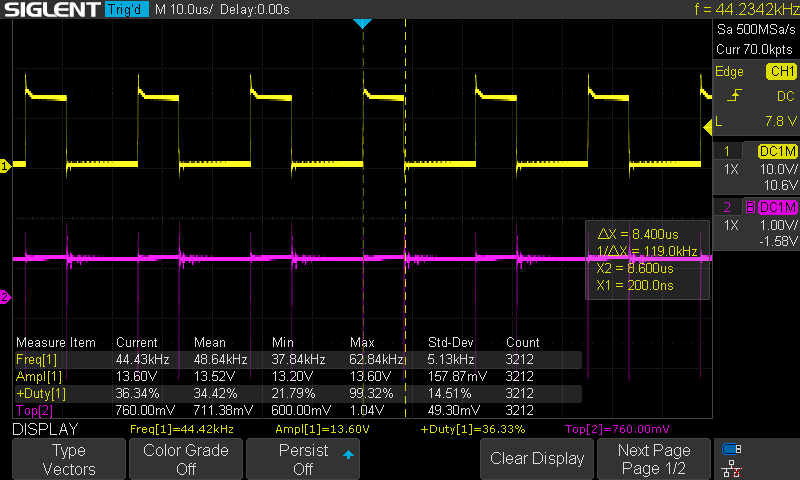 SIGLENT Trig'd M 10.0us/ Delay:0.00s f = 44.2342kHz
Sa 500MSa/s
Curr 70.0kpts
Edge CH1
DC
L 7.8 V
1 DC1M
1X 10.0V/
10.6V
2 B DC1M
1X 1.00V/
-1.58V
1
2
ΔX = 8.400us
1/ΔX = 119.0kHz
X2 = 8.600us
X1 = 200.0ns
Measure Item Current Mean Min Max Std-Dev Count
Freq[1] 44.43kHz 48.64kHz 37.84kHz 62.84kHz 5.13kHz 3212
Ampl[1] 13.60V 13.52V 13.20V 13.60V 157.87mV 3212
+Duty[1] 36.34% 34.42% 21.79% 99.32% 14.51% 3212
Top[2] 760.00mV 711.38mV 600.00mV 1.04V 49.30mV 3212
DISPLAY Freq[1]=44.42kHz Ampl[1]=13.60V +Duty[1]=36.33% Top[2]=760.00mV
Type Vectors
Color Grade Off
Persist Off
Clear Display
Next Page Page 1/2